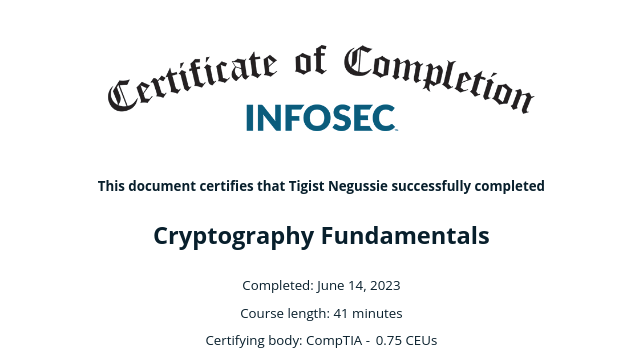 Certificate of Completion
INFOSEC
This document certifies that Tigist Negussie successfully completed
Cryptography Fundamentals
Completed: June 14, 2023
Course length: 41 minutes
Certifying body: CompTIA - 0.75 CEUs